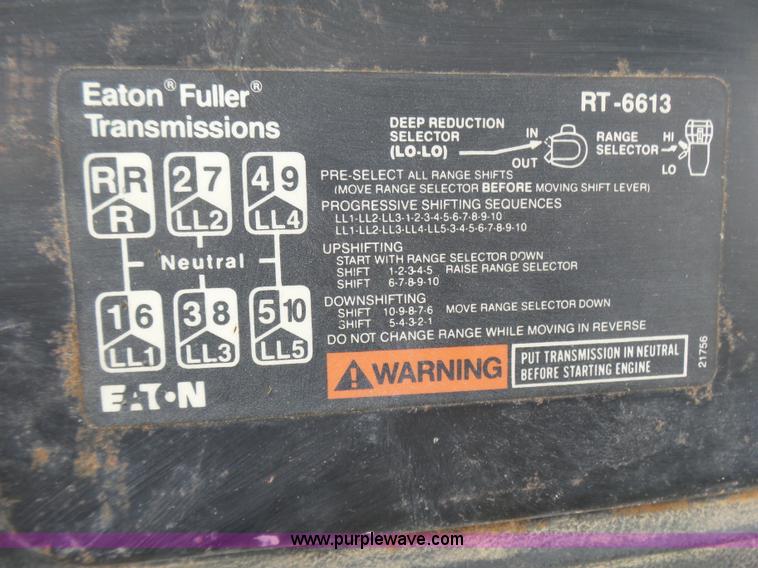 Eaton® Fuller®
Transmissions
RT-6613
DEEP REDUCTION
SELECTOR
(LO-LO)
IN
OUT
RANGE
SELECTOR
HI
LO
R R 2 7 4 9
R LL2 LL4
Neutral
1 6 3 8 5 10
LL1 LL3 LL5
EATON
PRE-SELECT ALL RANGE SHIFTS
(MOVE RANGE SELECTOR BEFORE MOVING SHIFT LEVER)
PROGRESSIVE SHIFTING SEQUENCES
LL1-LL2-LL3-1-2-3-4-5-6-7-8-9-10
LL1-LL2-LL3-LL4-LL5-3-4-5-6-7-8-9-10
UPSHIFTING
START WITH RANGE SELECTOR DOWN
SHIFT 1-2-3-4-5 RAISE RANGE SELECTOR
SHIFT 6-7-8-9-10
DOWNSHIFTING
SHIFT 10-9-8-7-6 MOVE RANGE SELECTOR DOWN
SHIFT 5-4-3-2-1
DO NOT CHANGE RANGE WHILE MOVING IN REVERSE
WARNING
PUT TRANSMISSION IN NEUTRAL
BEFORE STARTING ENGINE
21756
www.purplewave.com